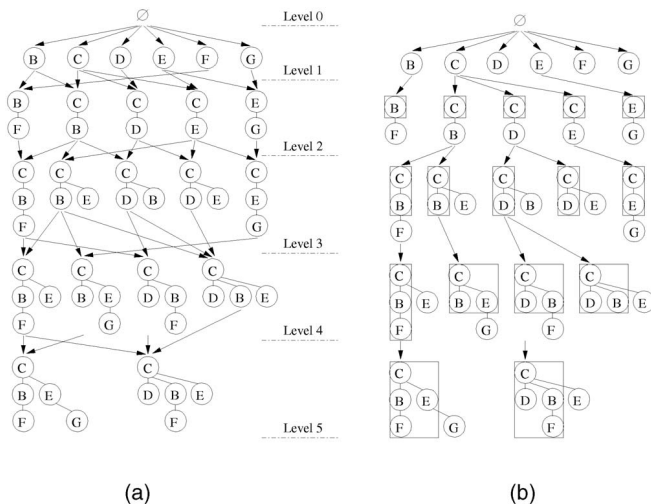 ∅
Level 0
B C D E F G
Level 1
B C C C E
F B D E G
Level 2
C C C C C
B B E D B D E E
F G
Level 3
C C C C
B E B E D B D B E
F G F
Level 4
C C
B E D B E
F G F
Level 5
(a)
∅
B C D E F G
B C C C E
F B D E G
C C C C C
B B E D B D E E
F G
C C C C
B E B E D B D B E
F G F
C C
B E D B E
F G F
(b)